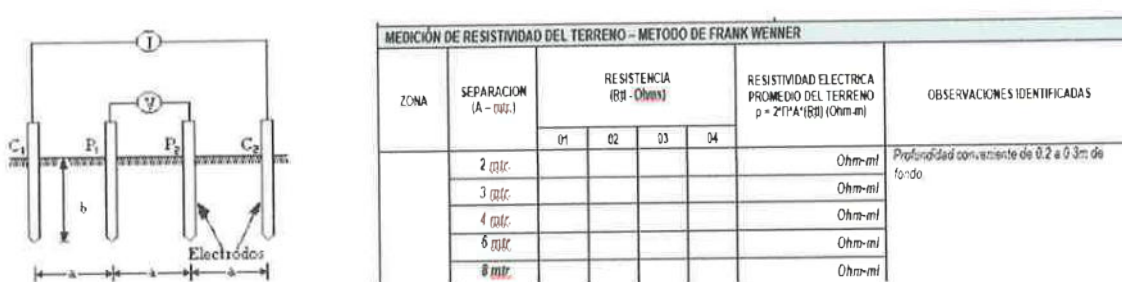 I
V
C₁ P₁ P₂ C₂
b
Electrodos
a a a
MEDICIÓN DE RESISTIVIDAD DEL TERRENO – METODO DE FRANK WENNER
ZONA
SEPARACION
(A – mtr.)
RESISTENCIA
(R[] - Ohms)
01 02 03 04
RESISTIVIDAD ELECTRICA
PROMEDIO DEL TERRENO
ρ = 2*Π*A*(R[]) (Ohm-m)
OBSERVACIONES IDENTIFICADAS
2 mtr. Ohm-ml
Profundidad conveniente de 0.2 a 0.3m de
fondo.
3 mtr. Ohm-ml
4 mtr. Ohm-ml
6 mtr. Ohm-ml
8 mtr. Ohm-ml